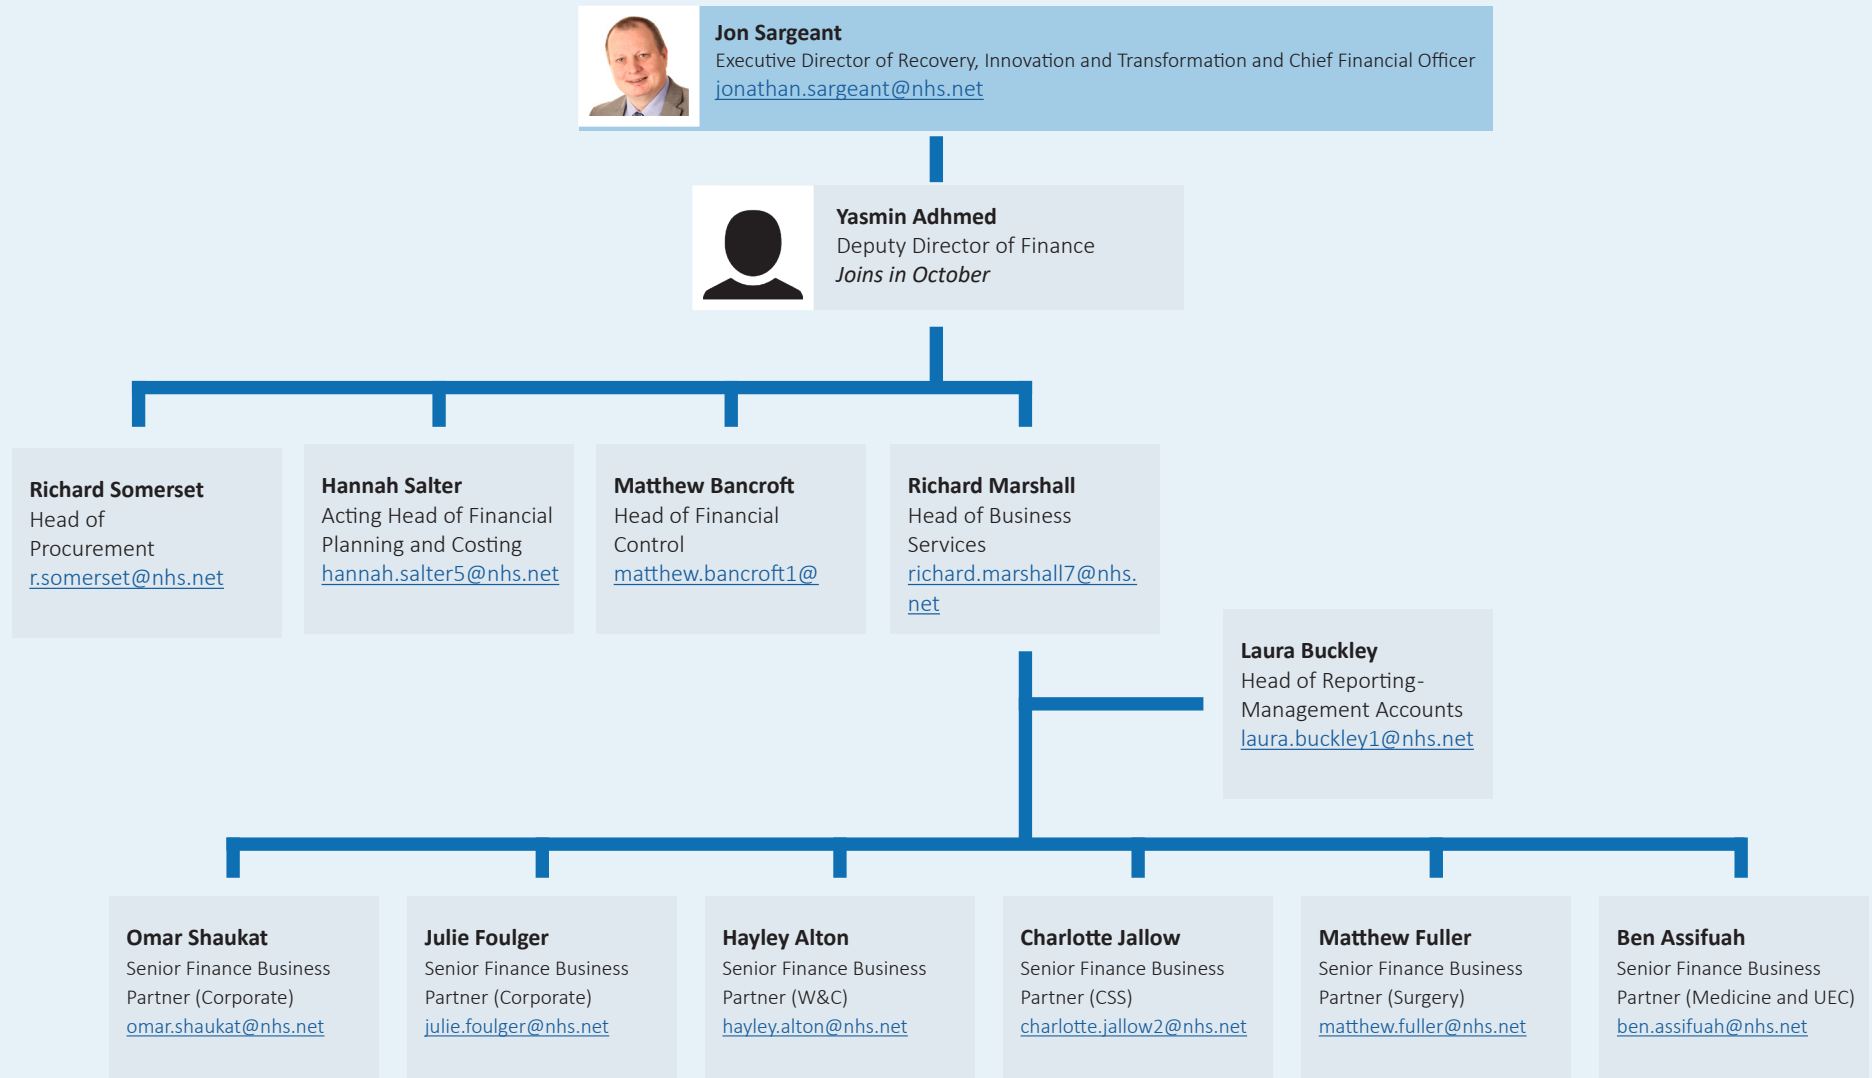 Jon Sargeant
Executive Director of Recovery, Innovation and Transformation and Chief Financial Officer
jonathan.sargeant@nhs.net
Yasmin Adhmed
Deputy Director of Finance
Joins in October
Richard Somerset
Head of
Procurement
r.somerset@nhs.net
Hannah Salter
Acting Head of Financial
Planning and Costing
hannah.salter5@nhs.net
Matthew Bancroft
Head of Financial
Control
matthew.bancroft1@
Richard Marshall
Head of Business
Services
richard.marshall7@nhs.
net
Laura Buckley
Head of Reporting-
Management Accounts
laura.buckley1@nhs.net
Omar Shaukat
Senior Finance Business
Partner (Corporate)
omar.shaukat@nhs.net
Julie Foulger
Senior Finance Business
Partner (Corporate)
julie.foulger@nhs.net
Hayley Alton
Senior Finance Business
Partner (W&C)
hayley.alton@nhs.net
Charlotte Jallow
Senior Finance Business
Partner (CSS)
charlotte.jallow2@nhs.net
Matthew Fuller
Senior Finance Business
Partner (Surgery)
matthew.fuller@nhs.net
Ben Assifuah
Senior Finance Business
Partner (Medicine and UEC)
ben.assifuah@nhs.net